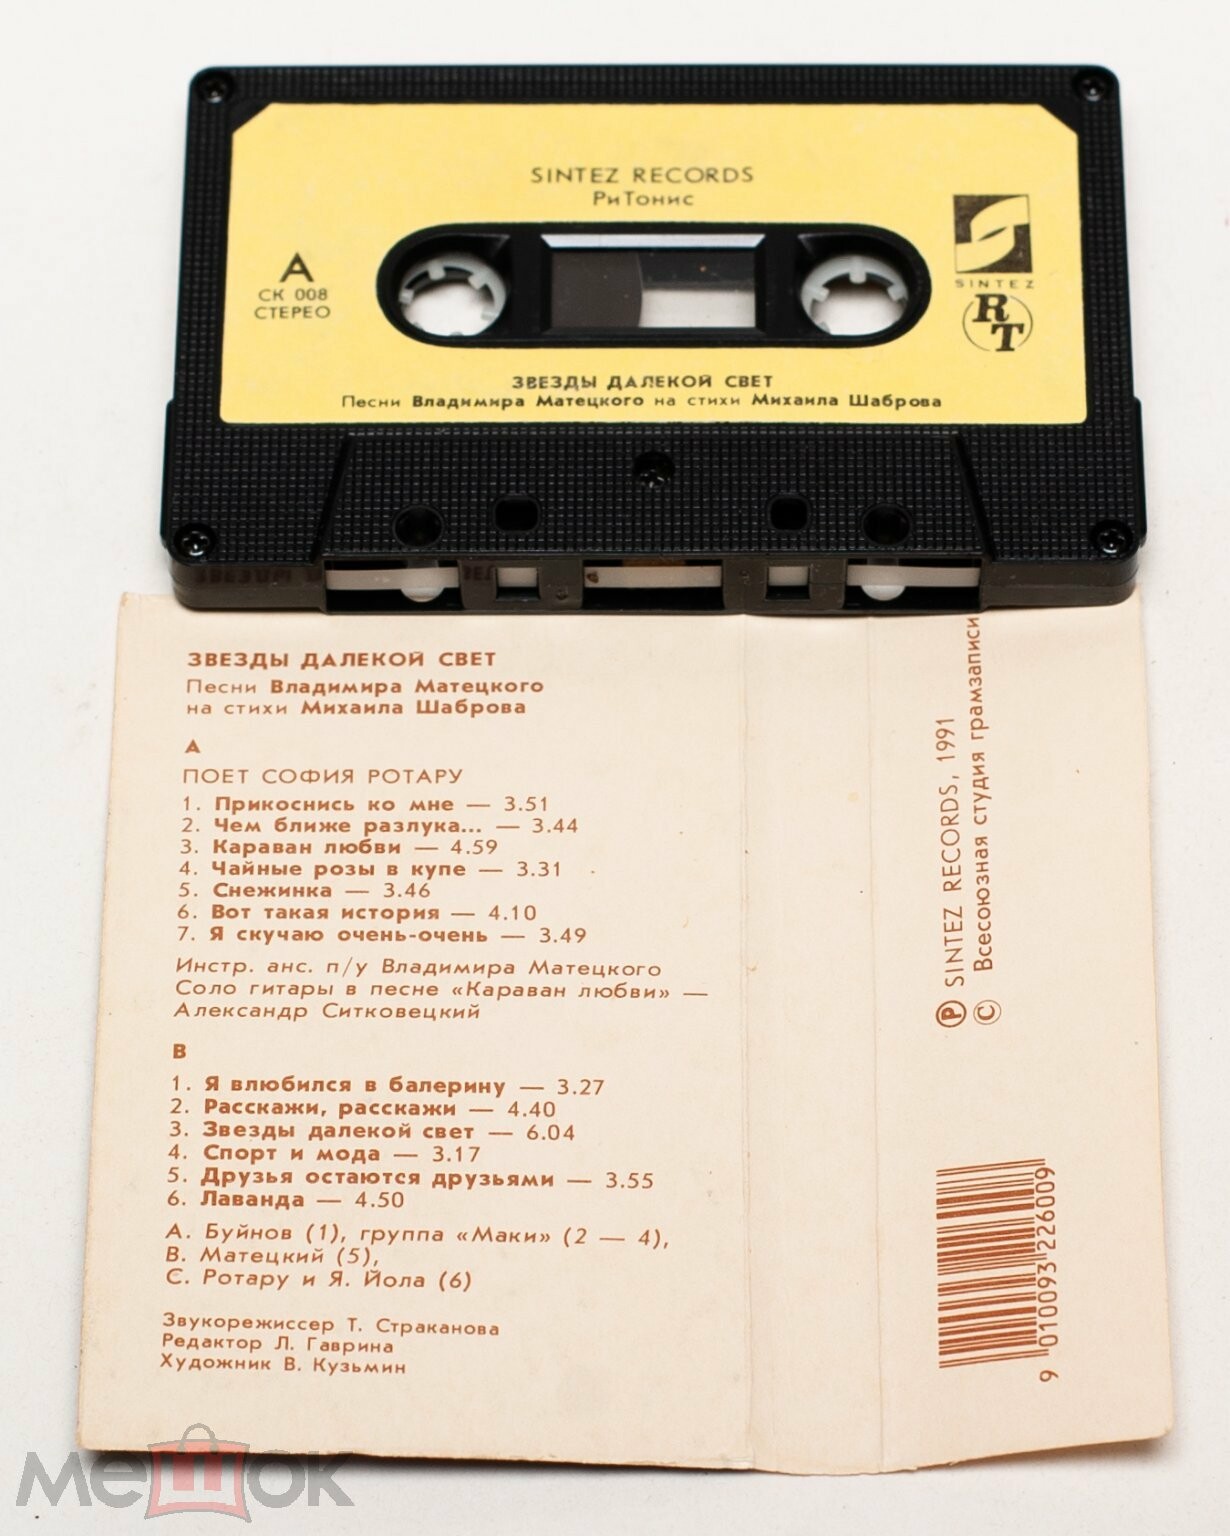 SINTEZ RECORDS
РиТонис
А
СК 008
СТЕРЕО
SINTEZ
RT
ЗВЕЗДЫ ДАЛЕКОЙ СВЕТ
Песни Владимира Матецкого на стихи Михаила Шаброва
ЗВЕЗДЫ ДАЛЕКОЙ СВЕТ
Песни Владимира Матецкого
на стихи Михаила Шаброва
А
ПОЕТ СОФИЯ РОТАРУ
1. Прикоснись ко мне — 3.51
2. Чем ближе разлука... — 3.44
3. Караван любви — 4.59
4. Чайные розы в купе — 3.31
5. Снежинка — 3.46
6. Вот такая история — 4.10
7. Я скучаю очень-очень — 3.49
Инстр. анс. п/у Владимира Матецкого
Соло гитары в песне «Караван любви» —
Александр Ситковецкий
В
1. Я влюбился в балерину — 3.27
2. Расскажи, расскажи — 4.40
3. Звезды далекой свет — 6.04
4. Спорт и мода — 3.17
5. Друзья остаются друзьями — 3.55
6. Лаванда — 4.50
А. Буйнов (1), группа «Маки» (2 — 4),
В. Матецкий (5),
С. Ротару и Я. Йола (6)
Звукорежиссер Т. Страканова
Редактор Л. Гаврина
Художник В. Кузьмин
Ⓟ SINTEZ RECORDS, 1991
© Всесоюзная студия грамзаписи
9 010093 226009
мешок